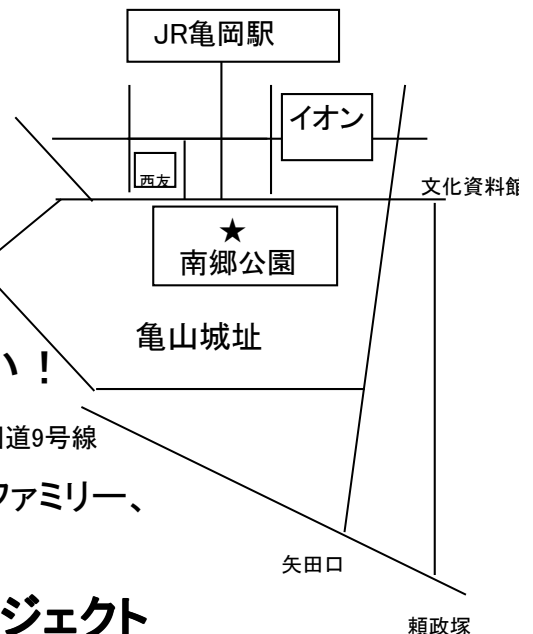 JR亀岡駅
イオン
西友
文化資料館
★
南郷公園
亀山城址
い！
道9号線
ファミリー、
矢田口
ジェクト
頼政塚